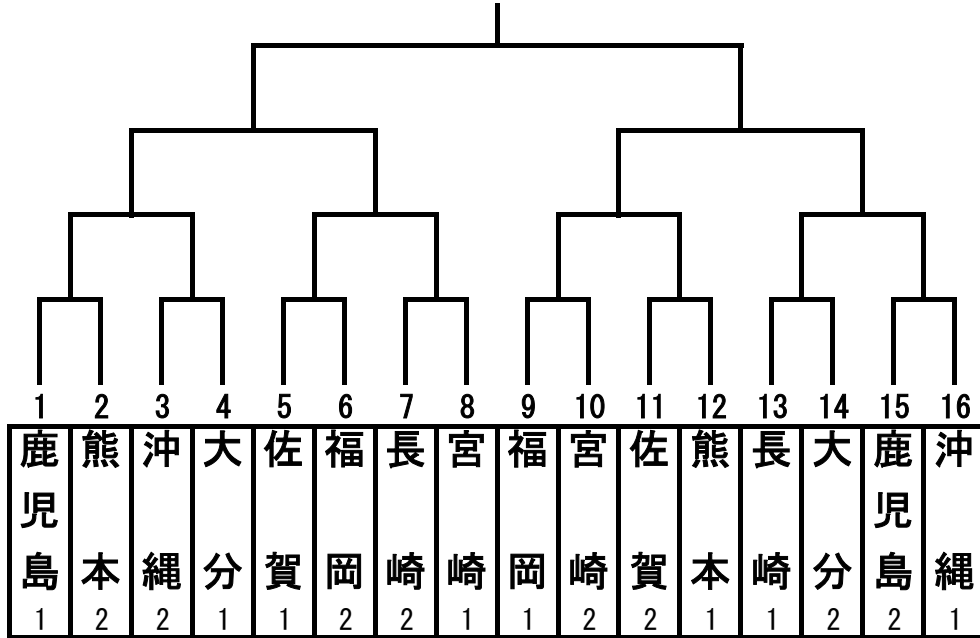 1 2 3 4 5 6 7 8 9 10 11 12 13 14 15 16
鹿児島 熊本 沖縄 大分 佐賀 福岡 長崎 宮崎 福岡 宮崎 佐賀 熊本 長崎 大分 鹿児島 沖縄
1 2 2 1 1 2 2 1 1 2 2 1 1 2 2 1